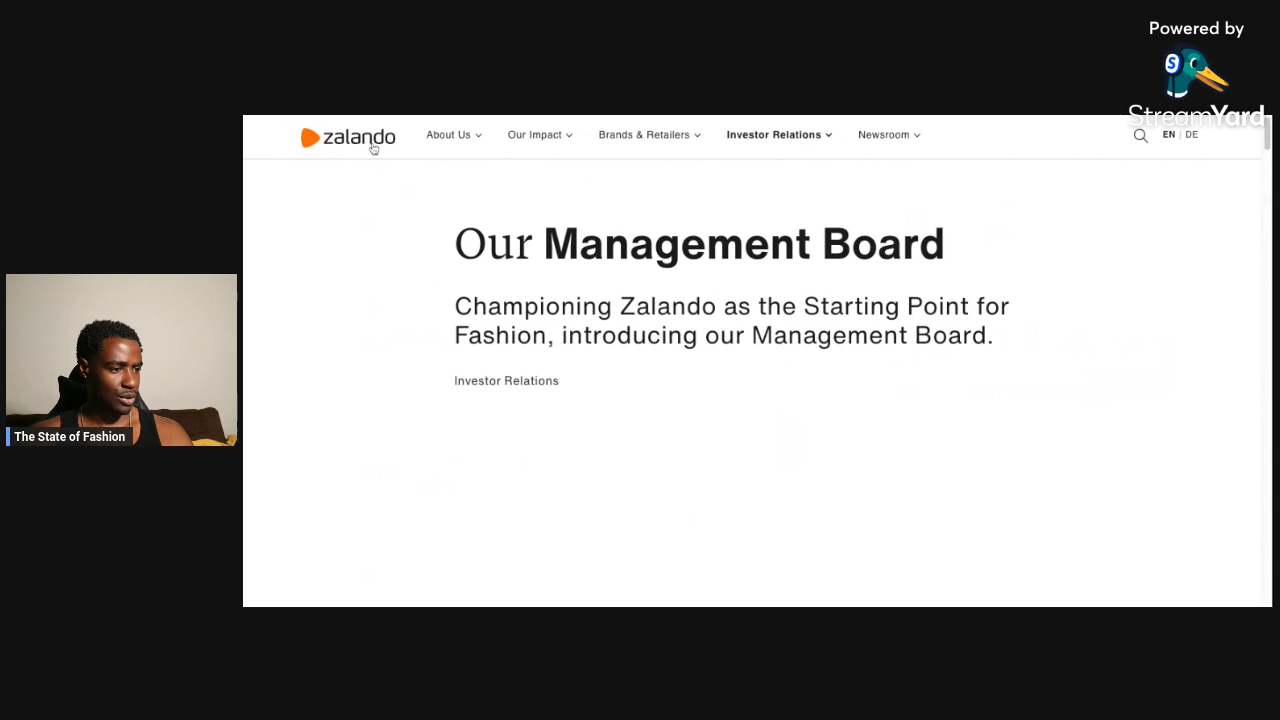 Powered by
S
StreamYard
zalando
About Us
Our Impact
Brands & Retailers
Investor Relations
Newsroom
EN | DE
Our Management Board
Championing Zalando as the Starting Point for
Fashion, introducing our Management Board.
Investor Relations
The State of Fashion